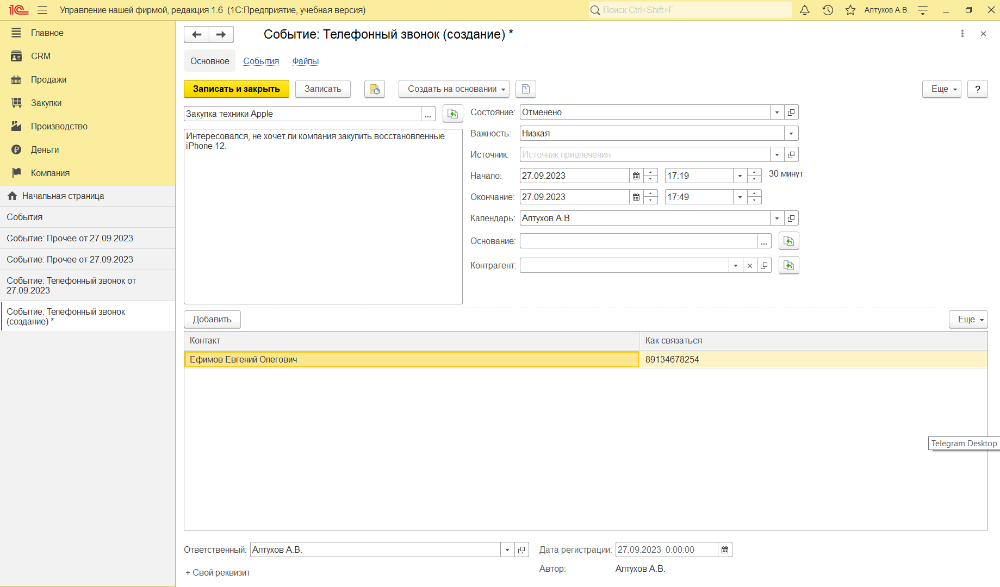 1С Управление нашей фирмой, редакция 1.6 (1С:Предприятие, учебная версия)
Поиск Ctrl+Shift+F
Алтухов А.В.
Главное
CRM
Продажи
Закупки
Производство
Деньги
Компания
Начальная страница
События
Событие: Прочее от 27.09.2023
Событие: Прочее от 27.09.2023
Событие: Телефонный звонок от
27.09.2023
Событие: Телефонный звонок
(создание) *
Событие: Телефонный звонок (создание) *
Основное События Файлы
Записать и закрыть Записать Создать на основании Еще ?
Закупка техники Apple ...
Интересовался, не хочет ли компания закупить восстановленные
iPhone 12.
Состояние: Отменено
Важность: Низкая
Источник: Источник привлечения
Начало: 27.09.2023 17:19 30 минут
Окончание: 27.09.2023 17:49
Календарь: Алтухов А.В.
Основание: ...
Контрагент:
Добавить Еще
Контакт Как связаться
Ефимов Евгений Олегович 89134678254
Telegram Desktop
Ответственный: Алтухов А.В. Дата регистрации: 27.09.2023 0:00:00
+ Свой реквизит Автор: Алтухов А.В.